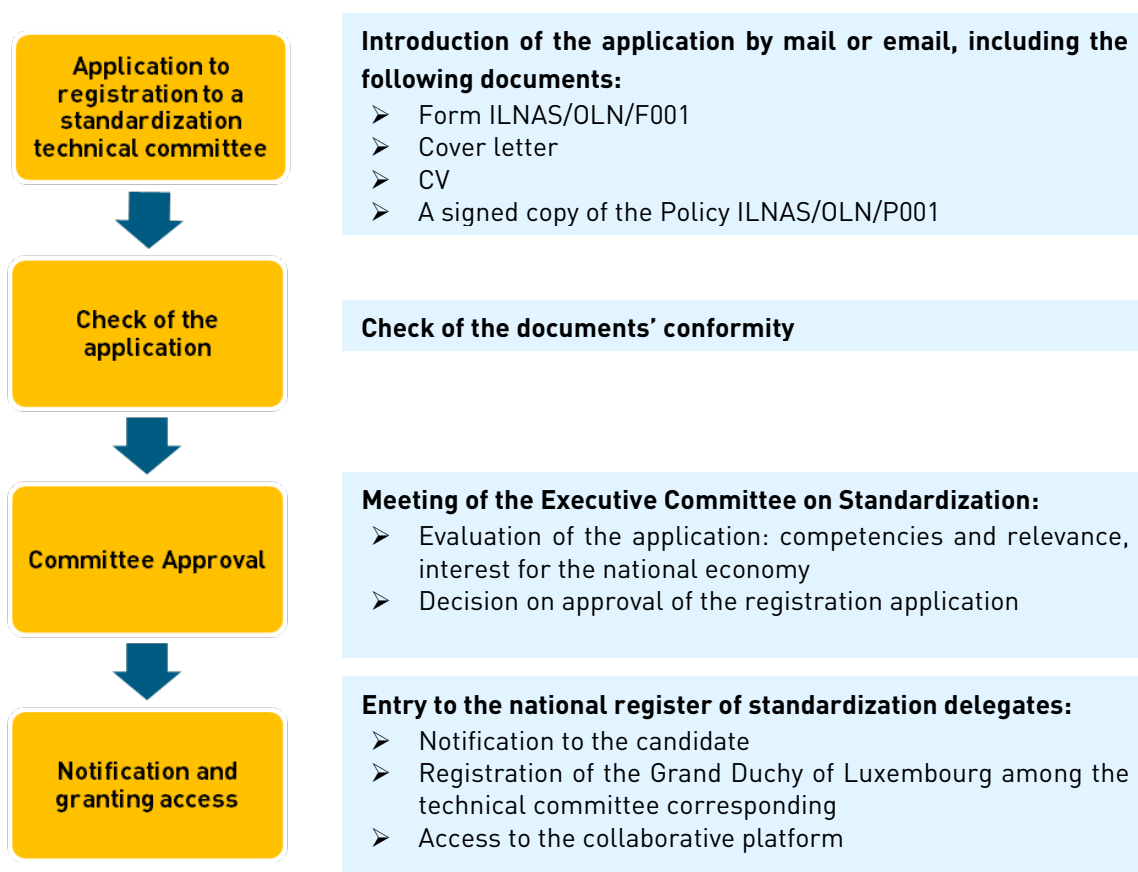 Application to
registration to a
standardization
technical committee
Introduction of the application by mail or email, including the
following documents:
➢ Form ILNAS/OLN/F001
➢ Cover letter
➢ CV
➢ A signed copy of the Policy ILNAS/OLN/P001
Check of the
application
Check of the documents’ conformity
Committee Approval
Meeting of the Executive Committee on Standardization:
➢ Evaluation of the application: competencies and relevance,
interest for the national economy
➢ Decision on approval of the registration application
Notification and
granting access
Entry to the national register of standardization delegates:
➢ Notification to the candidate
➢ Registration of the Grand Duchy of Luxembourg among the
technical committee corresponding
➢ Access to the collaborative platform